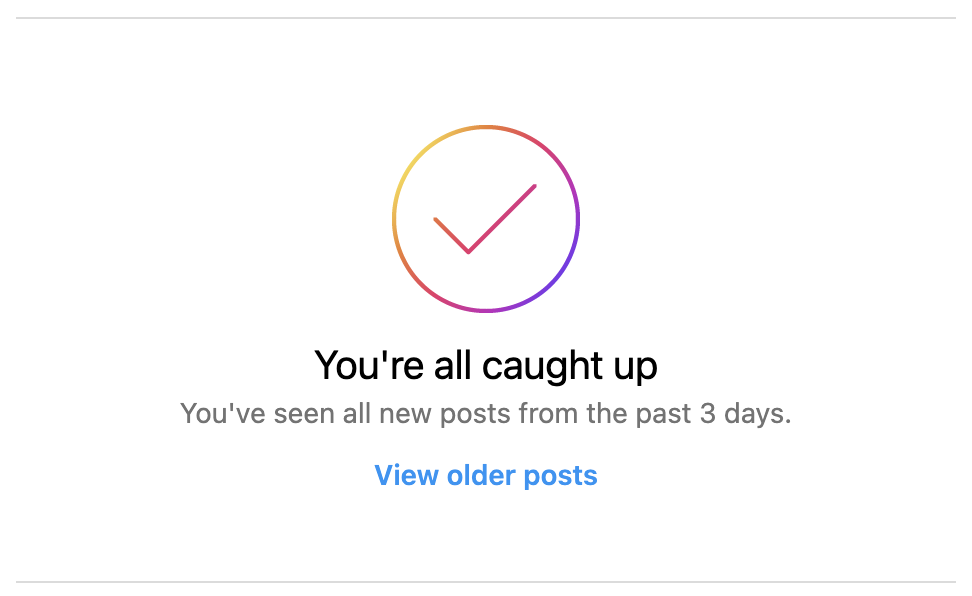 You're all caught up
You've seen all new posts from the past 3 days.
View older posts